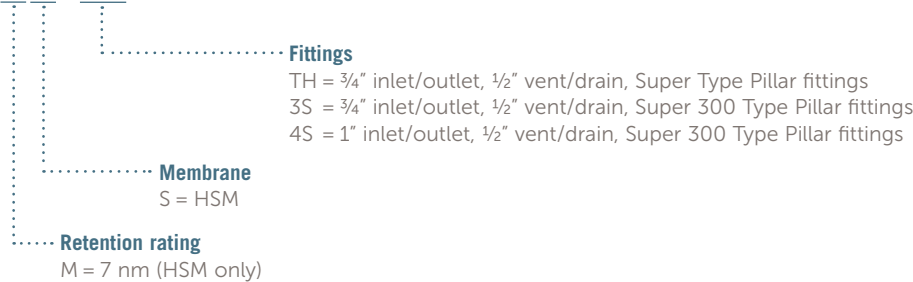 Fittings
TH = ¾" inlet/outlet, ½" vent/drain, Super Type Pillar fittings
3S = ¾" inlet/outlet, ½" vent/drain, Super 300 Type Pillar fittings
4S = 1" inlet/outlet, ½" vent/drain, Super 300 Type Pillar fittings
Membrane
S = HSM
Retention rating
M = 7 nm (HSM only)